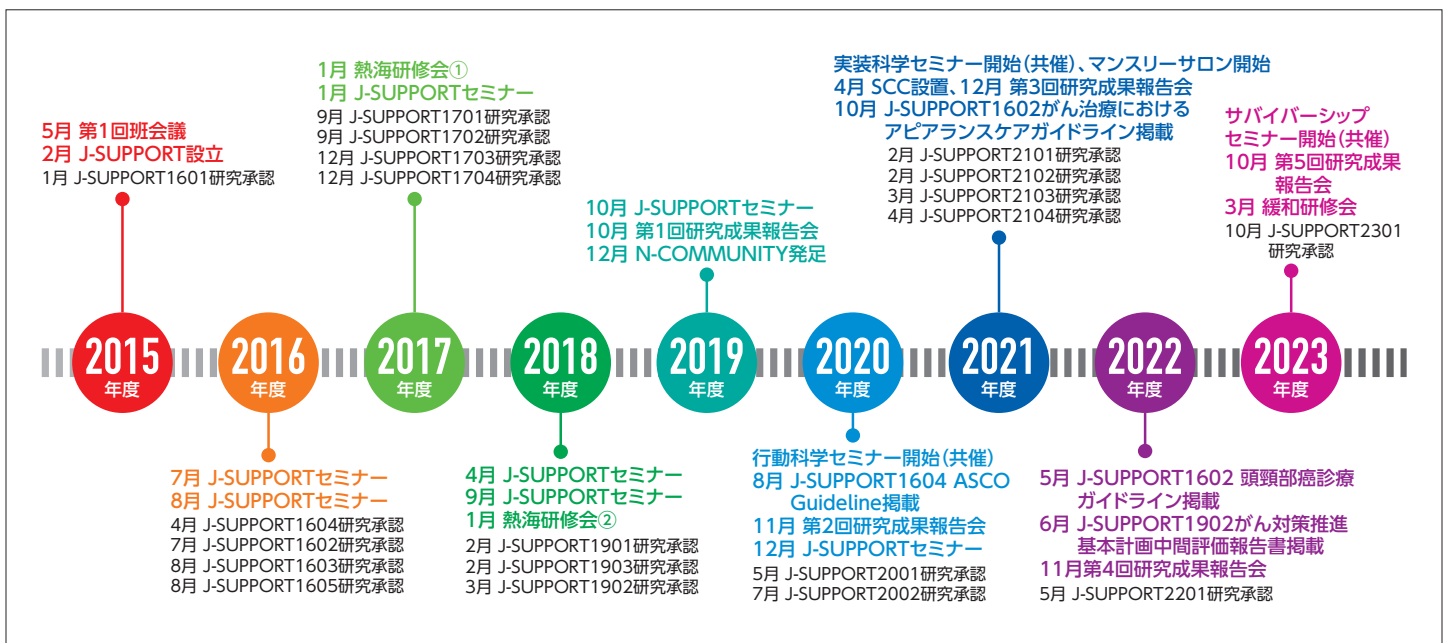 5月 第1回班会議
2月 J-SUPPORT設立
1月 J-SUPPORT1601研究承認
2015
年度
7月 J-SUPPORTセミナー
8月 J-SUPPORTセミナー
4月 J-SUPPORT1604研究承認
7月 J-SUPPORT1602研究承認
8月 J-SUPPORT1603研究承認
8月 J-SUPPORT1605研究承認
2016
年度
1月 熱海研修会①
1月 J-SUPPORTセミナー
9月 J-SUPPORT1701研究承認
9月 J-SUPPORT1702研究承認
12月 J-SUPPORT1703研究承認
12月 J-SUPPORT1704研究承認
2017
年度
4月 J-SUPPORTセミナー
9月 J-SUPPORTセミナー
1月 熱海研修会②
2月 J-SUPPORT1901研究承認
2月 J-SUPPORT1903研究承認
3月 J-SUPPORT1902研究承認
2018
年度
10月 J-SUPPORTセミナー
10月 第1回研究成果報告会
12月 N-COMMUNITY発足
2019
年度
行動科学セミナー開始(共催)
8月 J-SUPPORT1604 ASCO
Guideline掲載
11月 第2回研究成果報告会
12月 J-SUPPORTセミナー
5月 J-SUPPORT2001研究承認
7月 J-SUPPORT2002研究承認
2020
年度
実装科学セミナー開始(共催)、マンスリーサロン開始
4月 SCC設置、12月 第3回研究成果報告会
10月 J-SUPPORT1602がん治療における
アピアランスケアガイドライン掲載
2月 J-SUPPORT2101研究承認
2月 J-SUPPORT2102研究承認
3月 J-SUPPORT2103研究承認
4月 J-SUPPORT2104研究承認
2021
年度
5月 J-SUPPORT1602 頭頸部癌診療
ガイドライン掲載
6月 J-SUPPORT1902がん対策推進
基本計画中間評価報告書掲載
11月第4回研究成果報告会
5月 J-SUPPORT2201研究承認
2022
年度
サバイバーシップ
セミナー開始(共催)
10月 第5回研究成果
報告会
3月 緩和研修会
10月 J-SUPPORT2301
研究承認
2023
年度